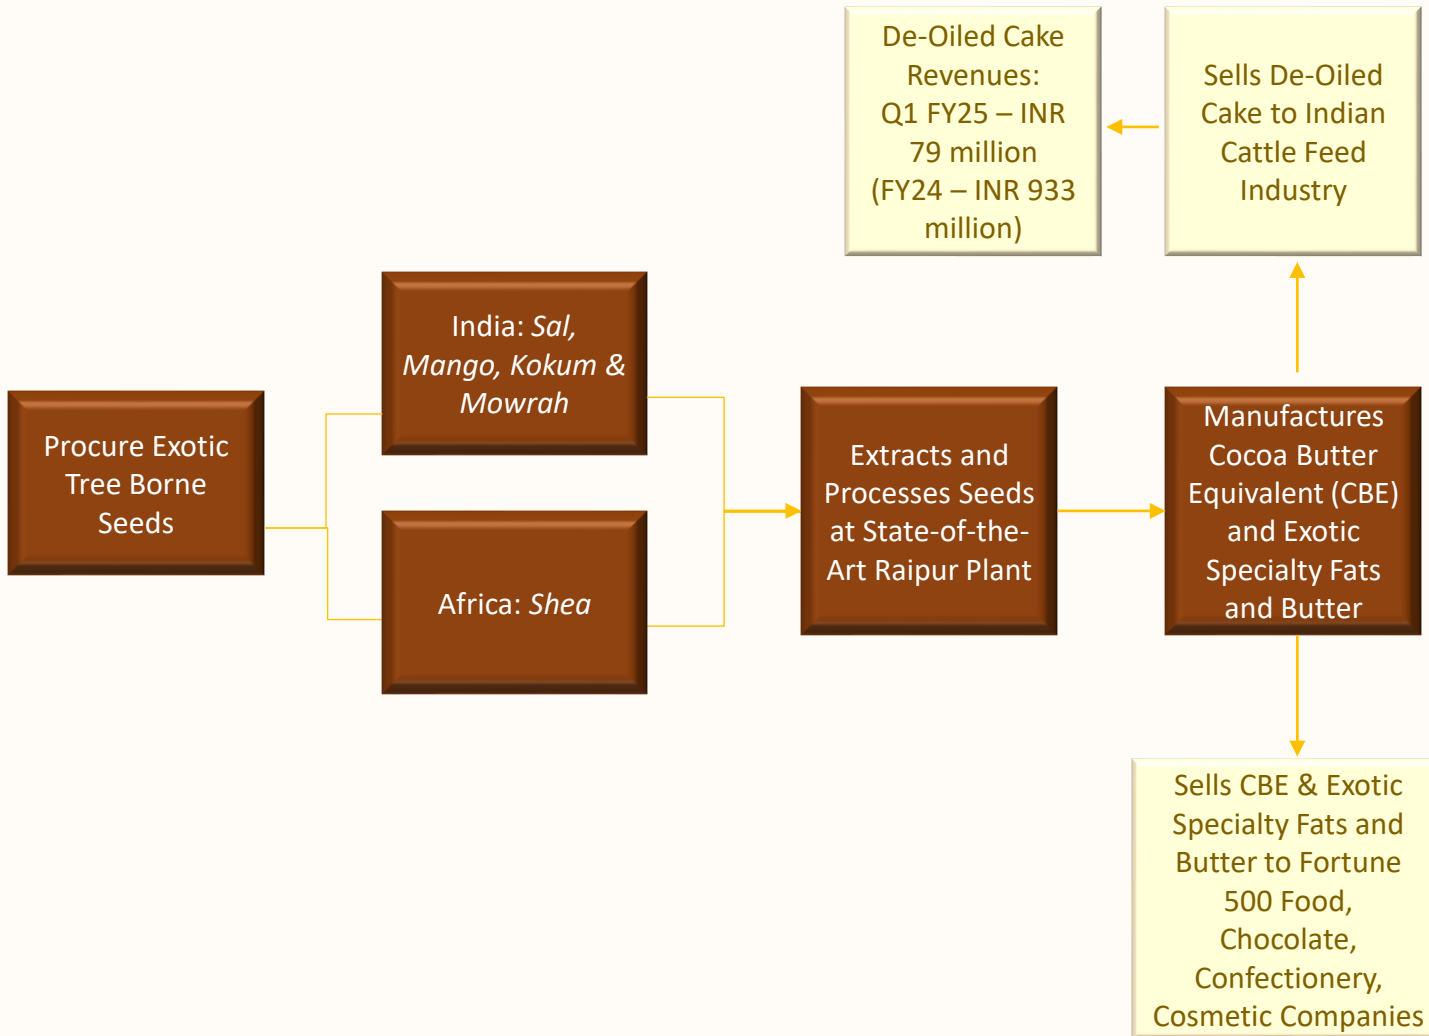 Procure Exotic
Tree Borne
Seeds
India: Sal,
Mango, Kokum &
Mowrah
Africa: Shea
Extracts and
Processes Seeds
at State-of-the-
Art Raipur Plant
Manufactures
Cocoa Butter
Equivalent (CBE)
and Exotic
Specialty Fats
and Butter
Sells De-Oiled
Cake to Indian
Cattle Feed
Industry
De-Oiled Cake
Revenues:
Q1 FY25 – INR
79 million
(FY24 – INR 933
million)
Sells CBE & Exotic
Specialty Fats and
Butter to Fortune
500 Food,
Chocolate,
Confectionery,
Cosmetic Companies